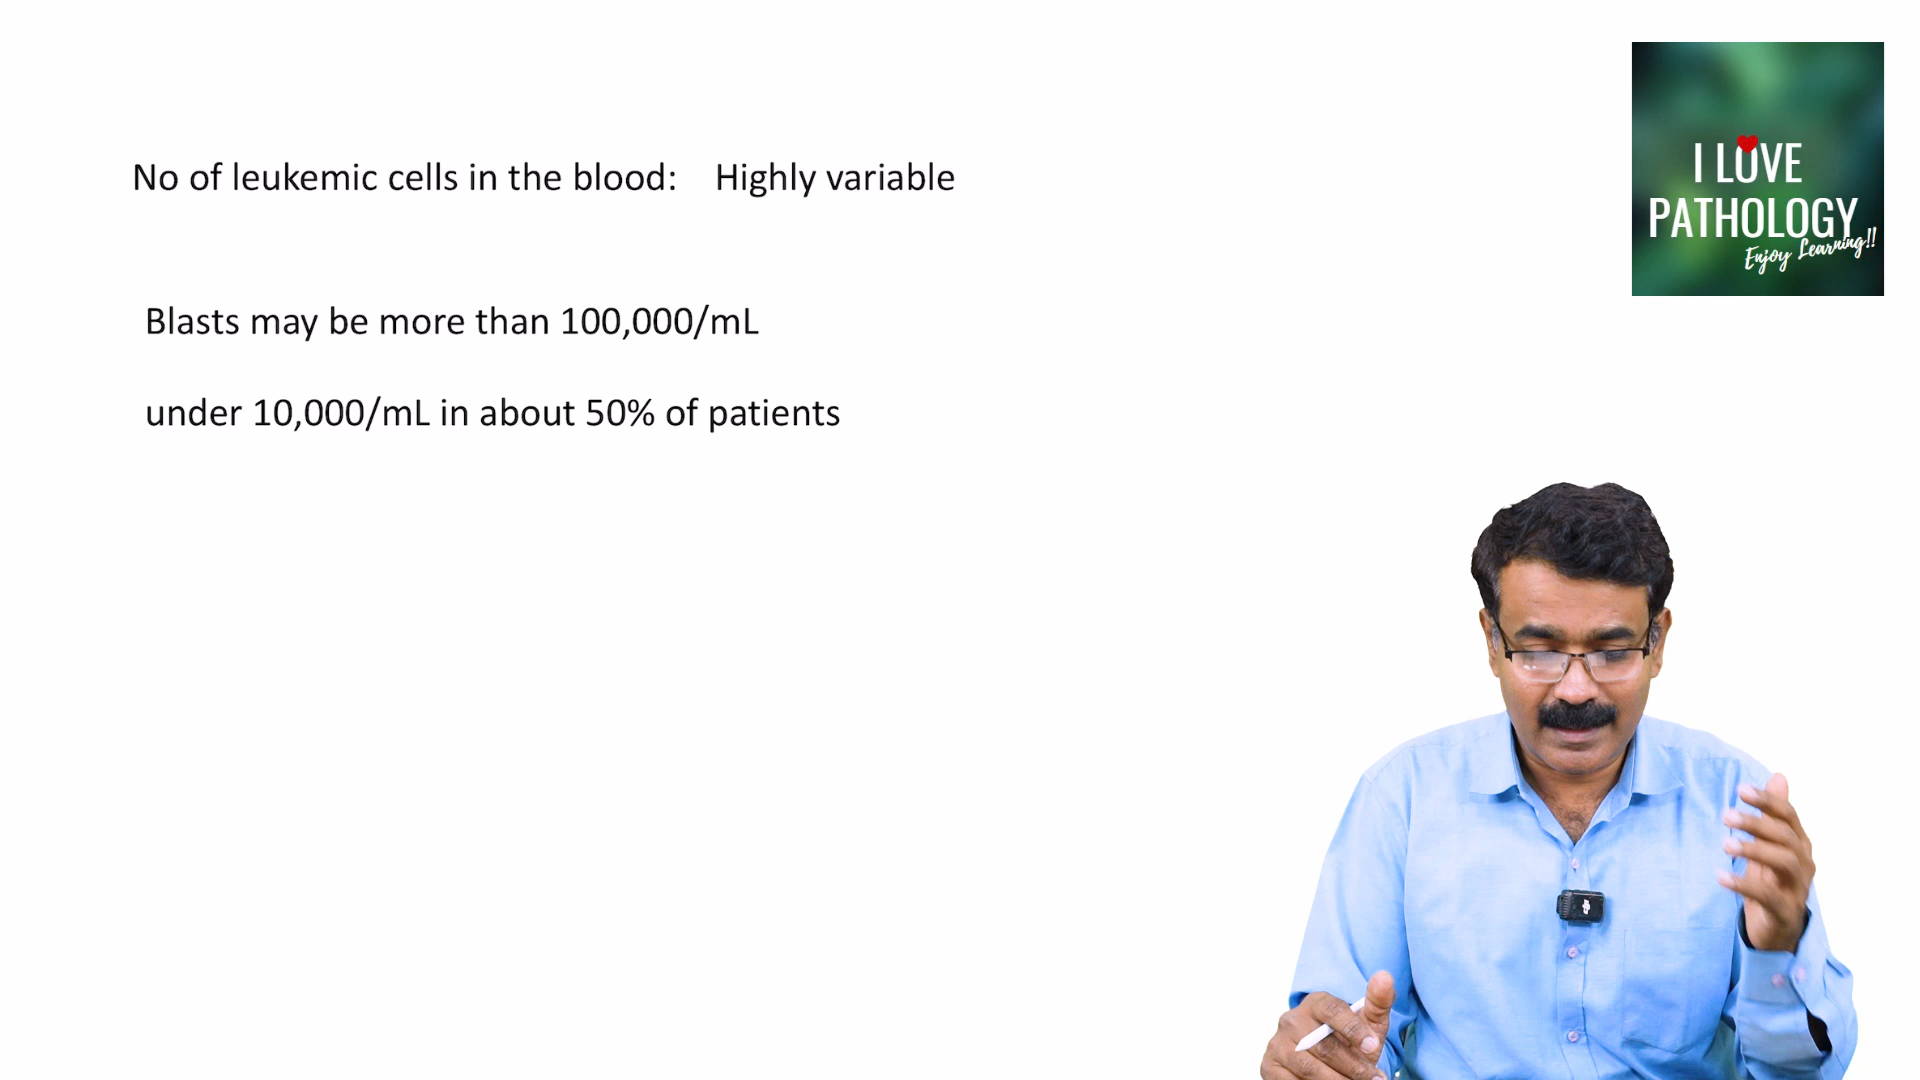 No of leukemic cells in the blood: Highly variable
Blasts may be more than 100,000/mL
under 10,000/mL in about 50% of patients
I LOVE
PATHOLOGY
Enjoy Learning!!